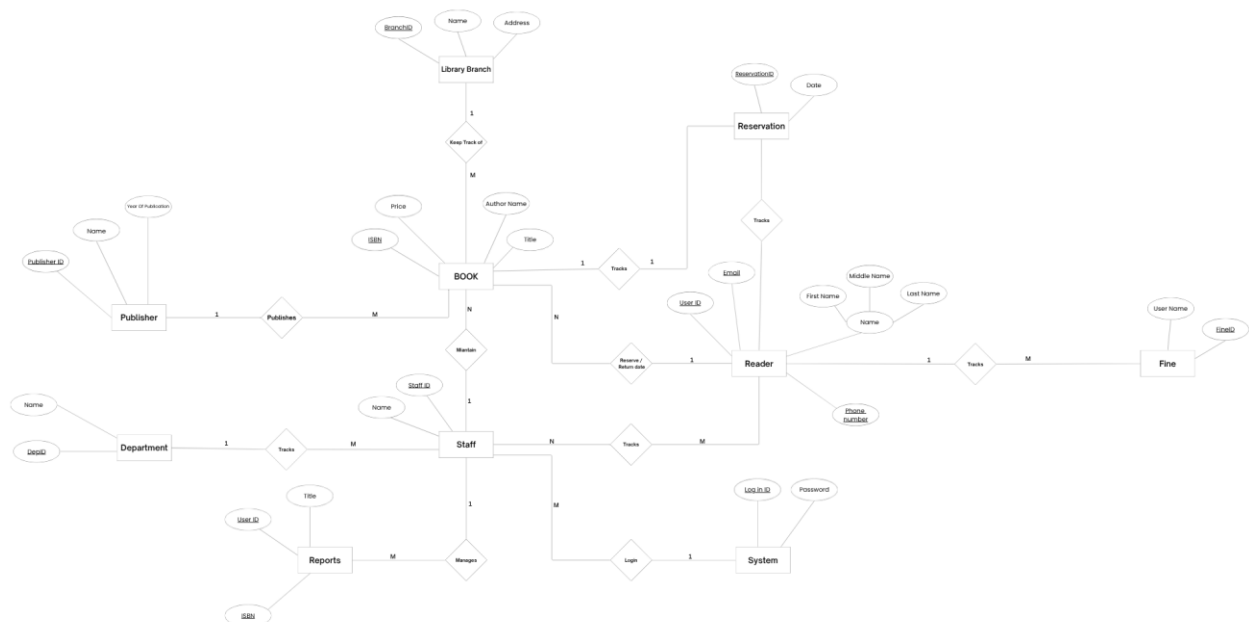 BranchID
Name
Address
Library Branch
1
Keep Track of
M
ReservationID
Date
Reservation
Tracks
Year Of Publication
Name
Publisher ID
Publisher
1
Publishes
M
Price
Author Name
ISBN
Title
BOOK
1
Tracks
1
N
Reserve /
Return date
1
Email
User ID
First Name
Middle Name
Last Name
Name
Reader
Phone
number
1
Tracks
M
User Name
FineID
Fine
N
Miantain
1
Staff ID
Name
Staff
Name
DepID
Department
1
Tracks
M
N
Tracks
M
1
Manages
M
Title
User ID
Reports
ISBN
M
Login
1
Log in ID
Password
System